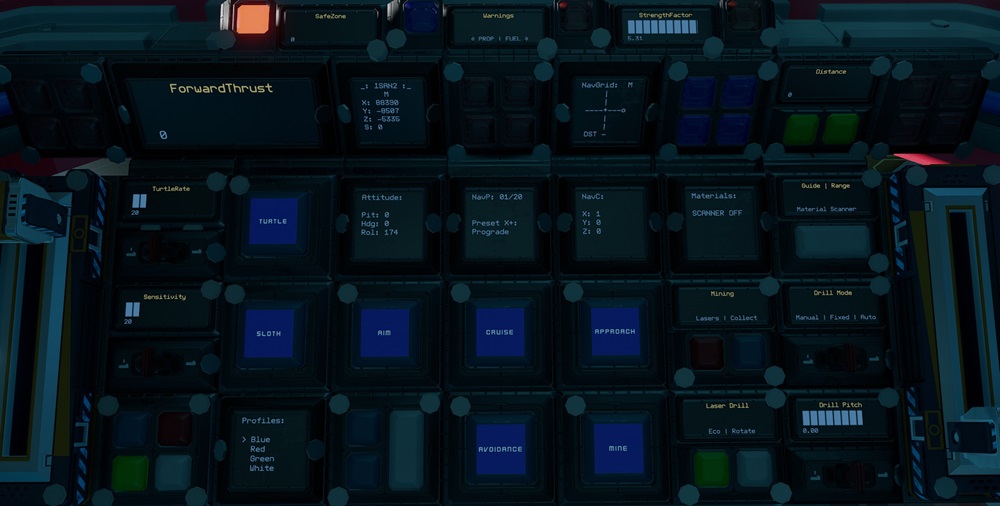 SafeZone
0
Warnings
< PROP | FUEL >
StrengthFactor
5.31
ForwardThrust
0
_: ISAN2 :_
M
X: 88390
Y: -8507
Z: -5335
S: 0
NavGrid: M
|
|
----+---o
|
|
DST -
Distance
0
TurtleRate
20
TURTLE
Attitude:
Pit: 0
Hdg: 0
Rol: 174
NavP: 01/20
Preset X+:
Prograde
NavC:
X: 1
Y: 0
Z: 0
Materials:
SCANNER OFF
Guide | Range
Material Scanner
Sensitivity
20
SLOTH
AIM
CRUISE
APPROACH
Mining
Lasers | Collect
Drill Mode
Manual | Fixed | Auto
Profiles:
> Blue
Red
Green
White
AVOIDANCE
MINE
Laser Drill
Eco | Rotate
Drill Pitch
0.00